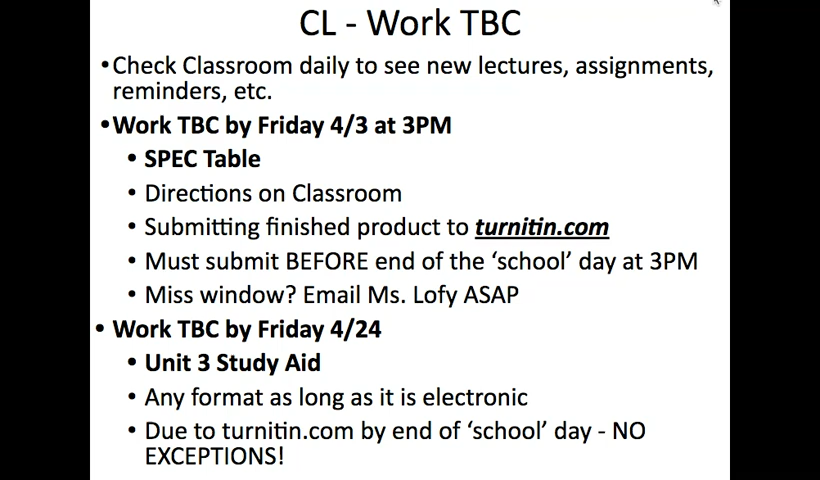 CL - Work TBC
•Check Classroom daily to see new lectures, assignments,
reminders, etc.
•Work TBC by Friday 4/3 at 3PM
• SPEC Table
• Directions on Classroom
• Submitting finished product to turnitin.com
• Must submit BEFORE end of the ‘school’ day at 3PM
• Miss window? Email Ms. Lofy ASAP
• Work TBC by Friday 4/24
• Unit 3 Study Aid
• Any format as long as it is electronic
• Due to turnitin.com by end of ‘school’ day - NO
EXCEPTIONS!